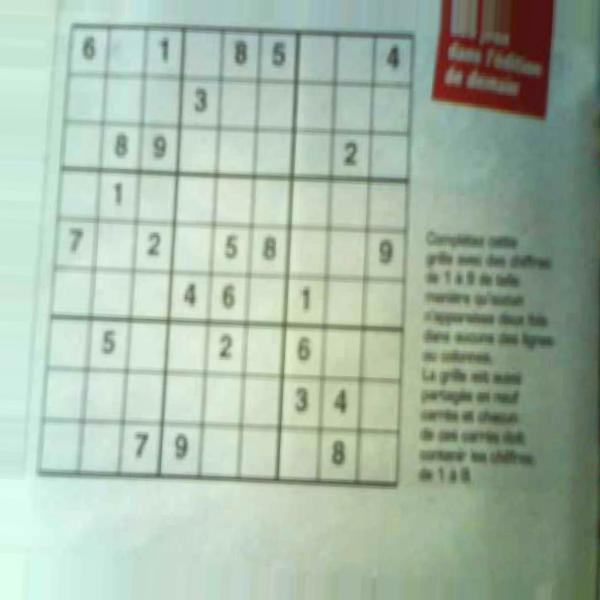 6 1 8 5 4
3
8 9 2
1
7 2 5 8 9
4 6 1
5 2 6
3 4
7 9 8
dans l'édition
de demain
Complétez cette
grille avec des chiffres
de 1 à 9 de telle
manière qu'aucun
n'apparaisse deux fois
dans aucune des lignes
ou colonnes.
La grille est aussi
partagée en neuf
carrés et chacun
de ces carrés doit
contenir les chiffres
de 1 à 9.